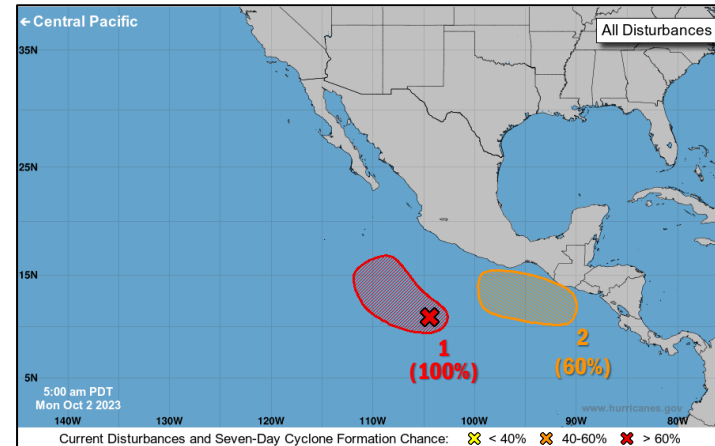 ← Central Pacific
All Disturbances
35N
25N
15N
5N
1
(100%)
2
(60%)
5:00 am PDT
Mon Oct 2 2023
www.hurricanes.gov
140W 130W 120W 110W 100W 90W 80W
Current Disturbances and Seven-Day Cyclone Formation Chance: < 40% 40-60% > 60%